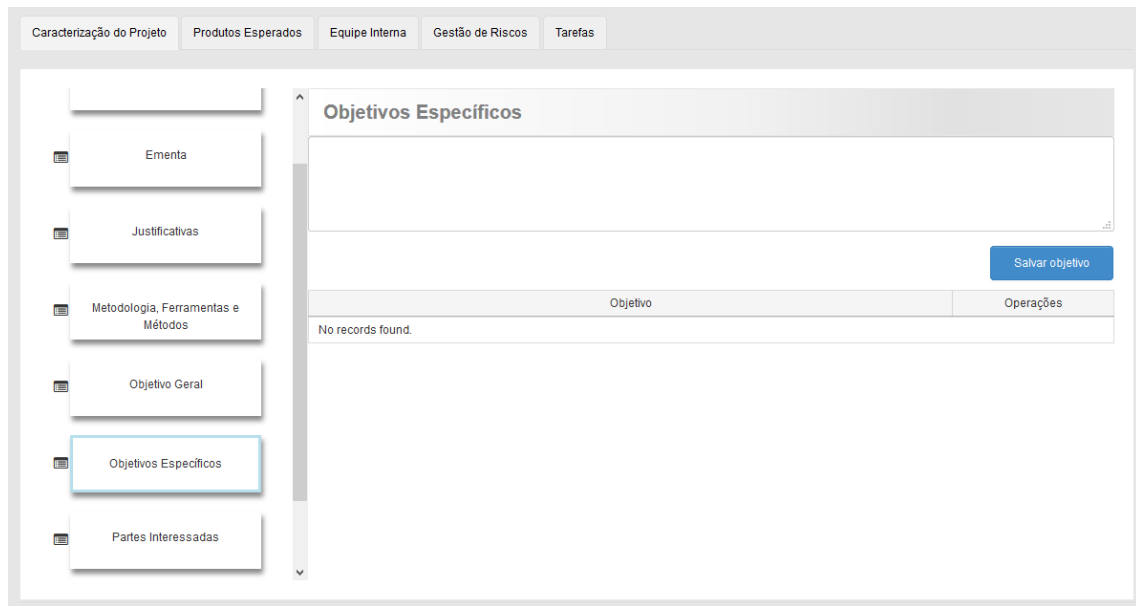 Caracterização do Projeto Produtos Esperados Equipe Interna Gestão de Riscos Tarefas
Ementa
Justificativas
Metodologia, Ferramentas e
Métodos
Objetivo Geral
Objetivos Específicos
Partes Interessadas
Objetivos Específicos
Salvar objetivo
Objetivo Operações
No records found.